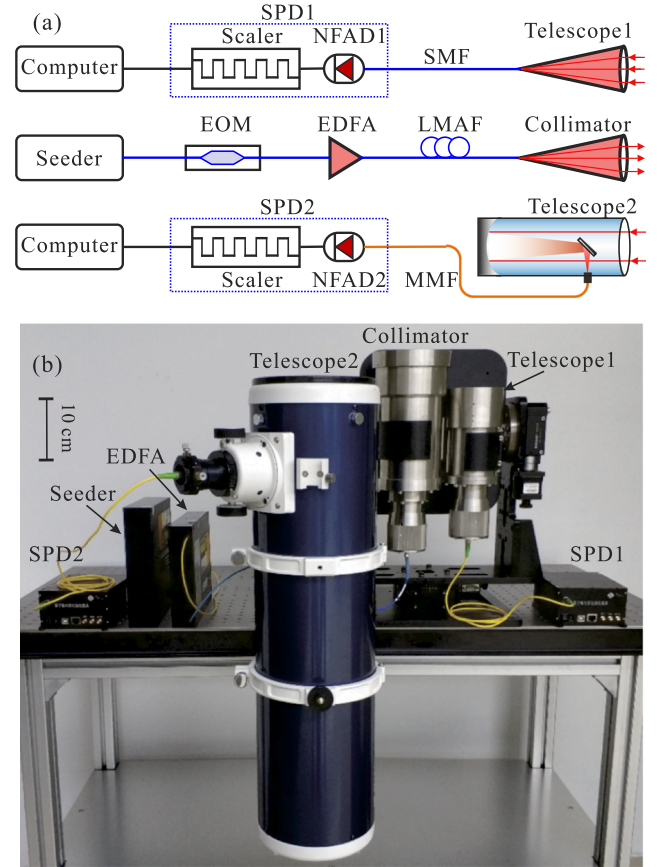 (a)
SPD1
Scaler
NFAD1
Telescope1
Computer
SMF
EOM
EDFA
LMAF
Collimator
Seeder
SPD2
Telescope2
Computer
Scaler
NFAD2
MMF
(b)
Collimator
Telescope2
Telescope1
10 cm
EDFA
Seeder
SPD2
SPD1